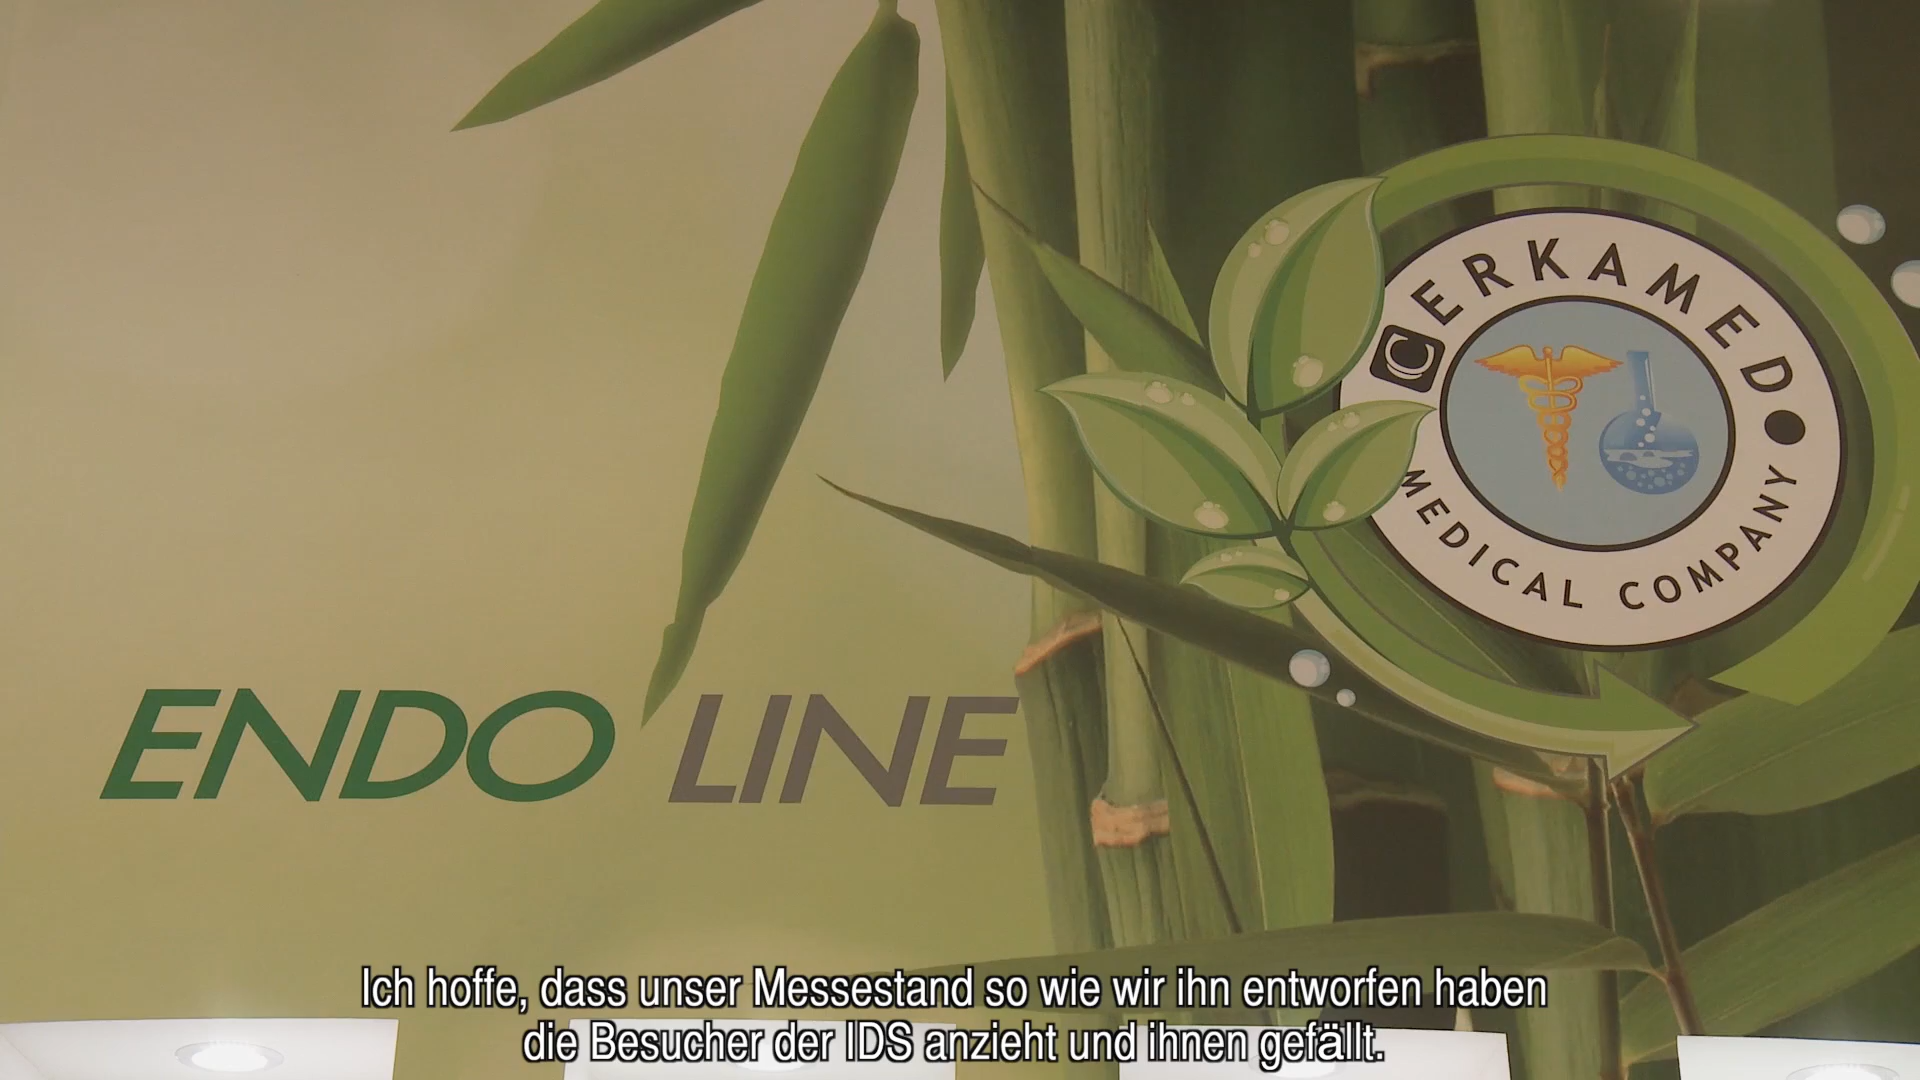 CERKAMED
MEDICAL COMPANY
ENDO LINE
Ich hoffe, dass unser Messestand so wie wir ihn entworfen haben
die Besucher der IDS anzieht und ihnen gefällt.